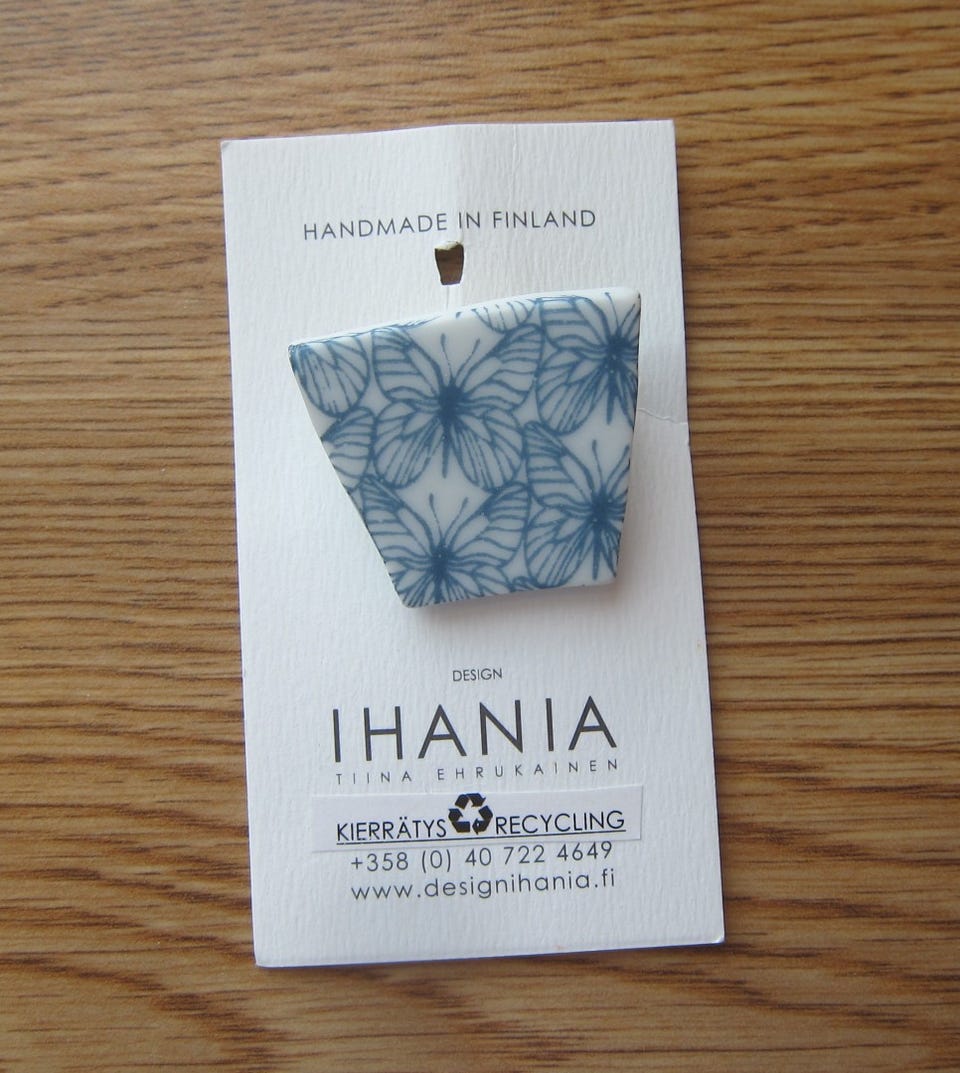 HANDMADE IN FINLAND
DESIGN
IHANIA
TIINA EHRUKAINEN
KIERRÄTYS RECYCLING
+358 (0) 40 722 4649
www.designihania.fi